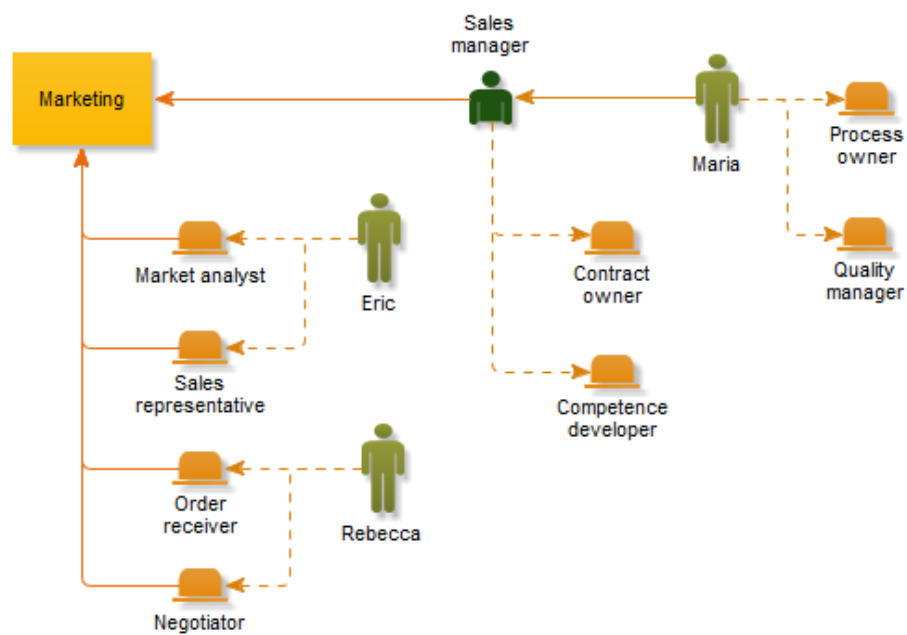 Sales
manager
Marketing
Maria
Process
owner
Market analyst
Eric
Contract
owner
Quality
manager
Sales
representative
Competence
developer
Order
receiver
Rebecca
Negotiator